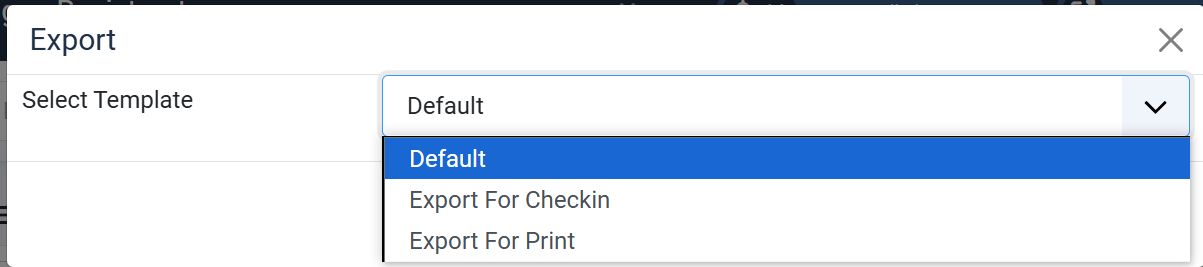 Export
Select Template
Default
Default
Export For Checkin
Export For Print